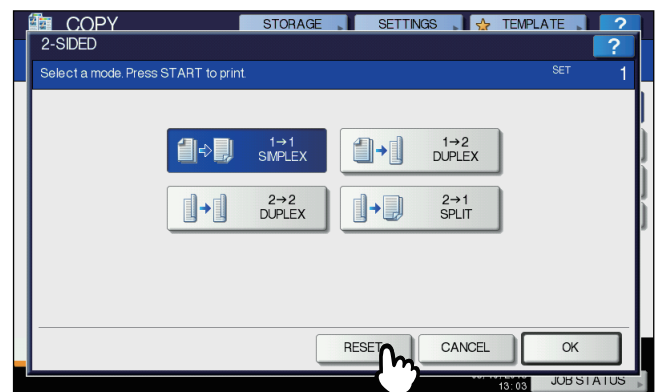 COPY STORAGE SETTINGS TEMPLATE ?
2-SIDED ?
Select a mode. Press START to print. SET 1
1→1
SIMPLEX
1→2
DUPLEX
2→2
DUPLEX
2→1
SPLIT
RESET CANCEL OK
13:03 JOB STATUS